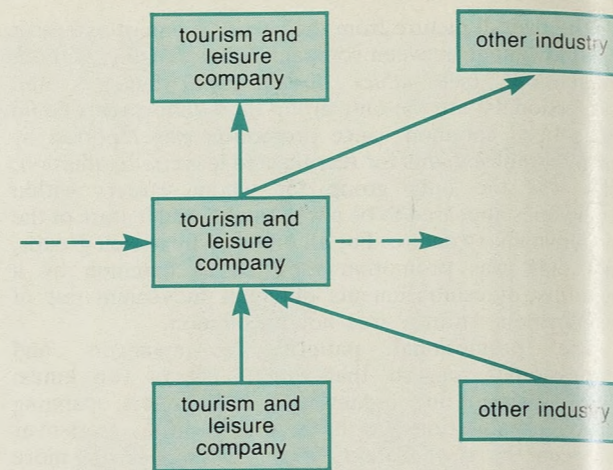 tourism and
leisure
company
other industry
tourism and
leisure
company
tourism and
leisure
company
other industry